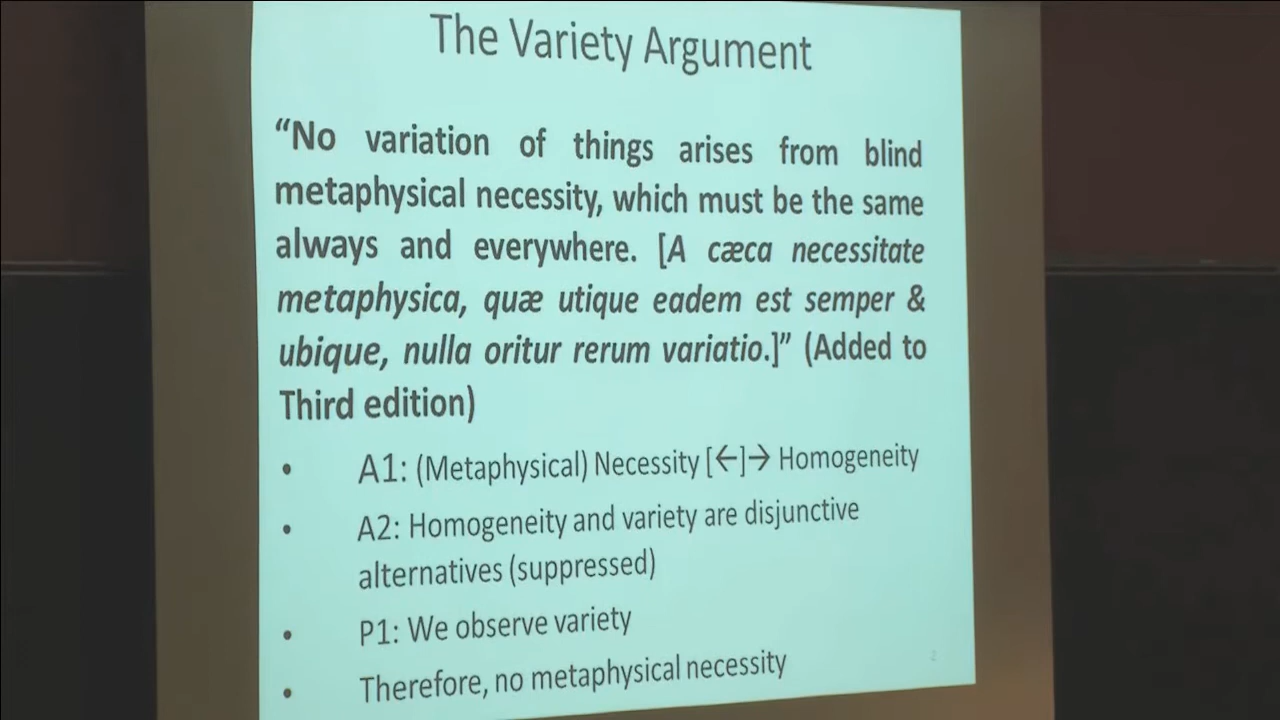 The Variety Argument
“No variation of things arises from blind
metaphysical necessity, which must be the same
always and everywhere. [A cæca necessitate
metaphysica, quæ utique eadem est semper &
ubique, nulla oritur rerum variatio.]” (Added to
Third edition)
• A1: (Metaphysical) Necessity [←]→ Homogeneity
• A2: Homogeneity and variety are disjunctive
alternatives (suppressed)
• P1: We observe variety
• Therefore, no metaphysical necessity
2